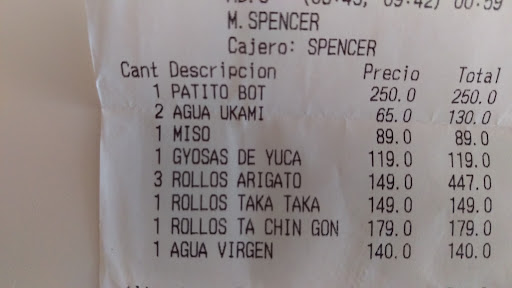 M. SPENCER
Cajero: SPENCER
Cant Descripcion Precio Total
1 PATITO BOT 250.0 250.0
2 AGUA UKAMI 65.0 130.0
1 MISO 89.0 89.0
1 GYOSAS DE YUCA 119.0 119.0
3 ROLLOS ARIGATO 149.0 447.0
1 ROLLOS TAKA TAKA 149.0 149.0
1 ROLLOS TA CHIN GON 179.0 179.0
1 AGUA VIRGEN 140.0 140.0